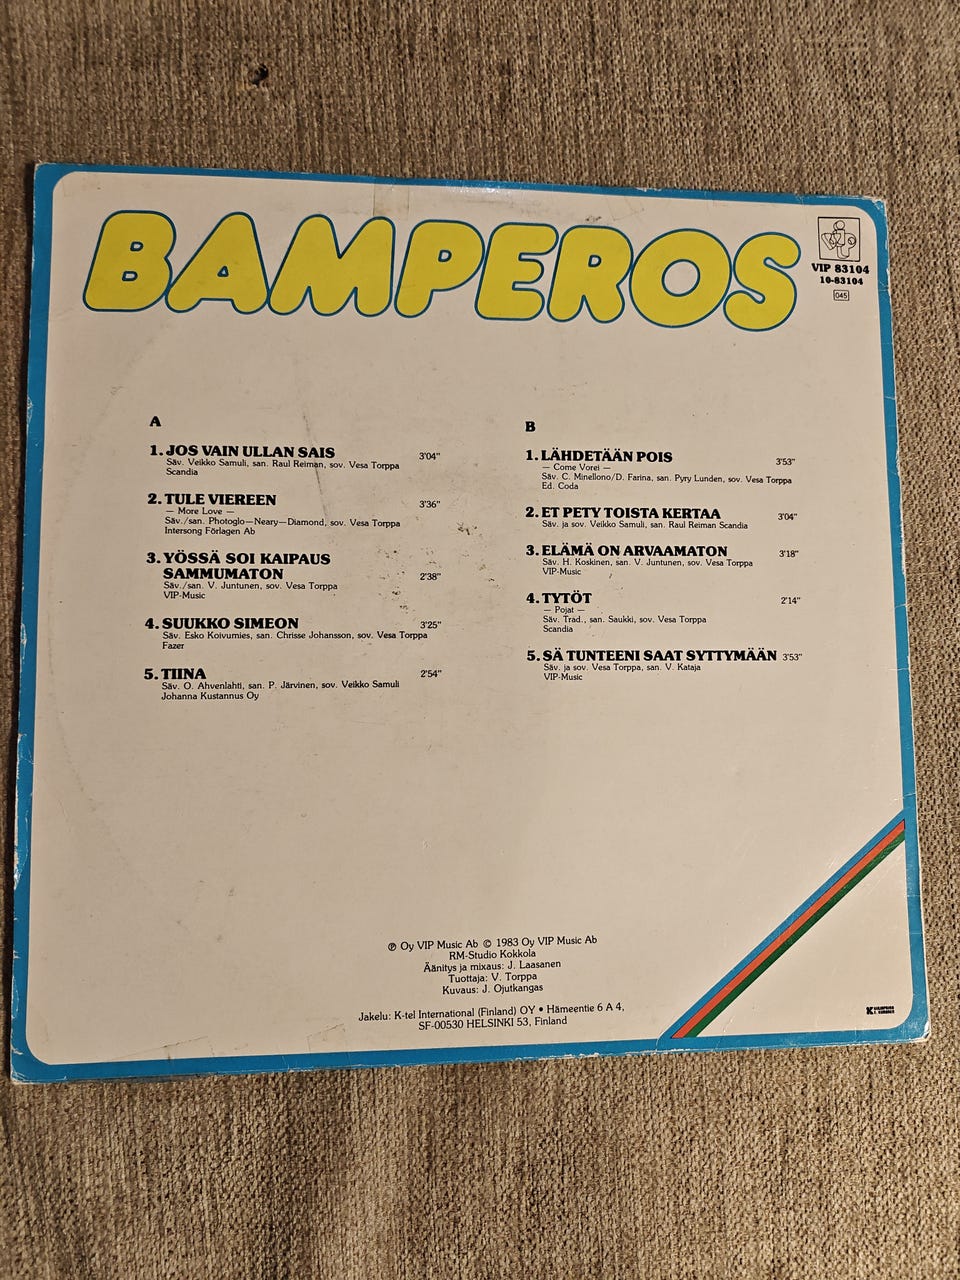 BAMPEROS
VIP 83104
10-83104
045
A
1. JOS VAIN ULLAN SAIS 3'04"
Säv. Veikko Samuli, san. Raul Reiman, sov. Vesa Torppa
Scandia
2. TULE VIEREEN 3'36"
— More Love —
Säv./san. Photoglo—Neary—Diamond, sov. Vesa Torppa
Intersong Förlagen Ab
3. YÖSSÄ SOI KAIPAUS
SAMMUMATON 2'38"
Säv./san. V. Juntunen, sov. Vesa Torppa
VIP-Music
4. SUUKKO SIMEON 3'25"
Säv. Esko Koivumies, san. Chrisse Johansson, sov. Vesa Torppa
Fazer
5. TIINA 2'54"
Säv. O. Ahvenlahti, san. P. Järvinen, sov. Veikko Samuli
Johanna Kustannus Oy
B
1. LÄHDETÄÄN POIS 3'53"
— Come Vorei —
Säv. C. Minellono/D. Farina, san. Pyry Lunden, sov. Vesa Torppa
Ed. Coda
2. ET PETY TOISTA KERTAA 3'04"
Säv. ja sov. Veikko Samuli, san. Raul Reiman Scandia
3. ELÄMÄ ON ARVAAMATON 3'18"
Säv. H. Koskinen, san. V. Juntunen, sov. Vesa Torppa
VIP-Music
4. TYTÖT 2'14"
— Pojat —
Säv. Trad., san. Saukki, sov. Vesa Torppa
Scandia
5. SÄ TUNTEENI SAAT SYTTYMÄÄN 3'53"
Säv. ja sov. Vesa Torppa, san. V. Kataja
VIP-Music
℗ Oy VIP Music Ab © 1983 Oy VIP Music Ab
RM-Studio Kokkola
Äänitys ja mixaus: J. Laasanen
Tuottaja: V. Torppa
Kuvaus: J. Ojutkangas
Jakelu: K-tel International (Finland) OY • Hämeentie 6 A 4,
SF-00530 HELSINKI 53, Finland